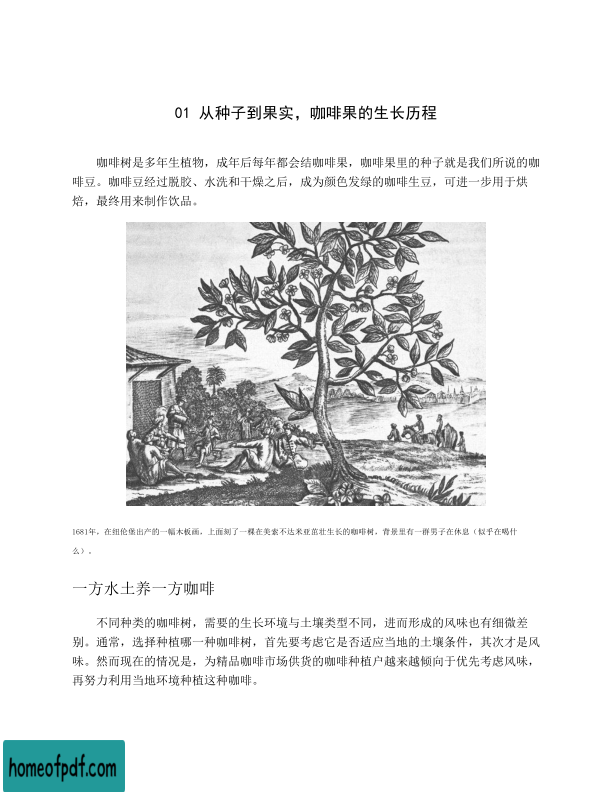 01 从种子到果实，咖啡果的生长历程
咖啡树是多年生植物，成年后每年都会结咖啡果，咖啡果里的种子就是我们所说的咖
啡豆。咖啡豆经过脱胶、水洗和干燥之后，成为颜色发绿的咖啡生豆，可进一步用于烘
焙，最终用来制作饮品。
1681年，在纽伦堡出产的一幅木板画，上面刻了一棵在美索不达米亚茁壮生长的咖啡树，背景里有一群男子在休息（似乎在喝什
么）。
一方水土养一方咖啡
不同种类的咖啡树，需要的生长环境与土壤类型不同，进而形成的风味也有细微差
别。通常，选择种植哪一种咖啡树，首先要考虑它是否适应当地的土壤条件，其次才是风
味。然而现在的情况是，为精品咖啡市场供货的咖啡种植户越来越倾向于优先考虑风味，
再努力利用当地环境种植这种咖啡。
homeofpdf.com